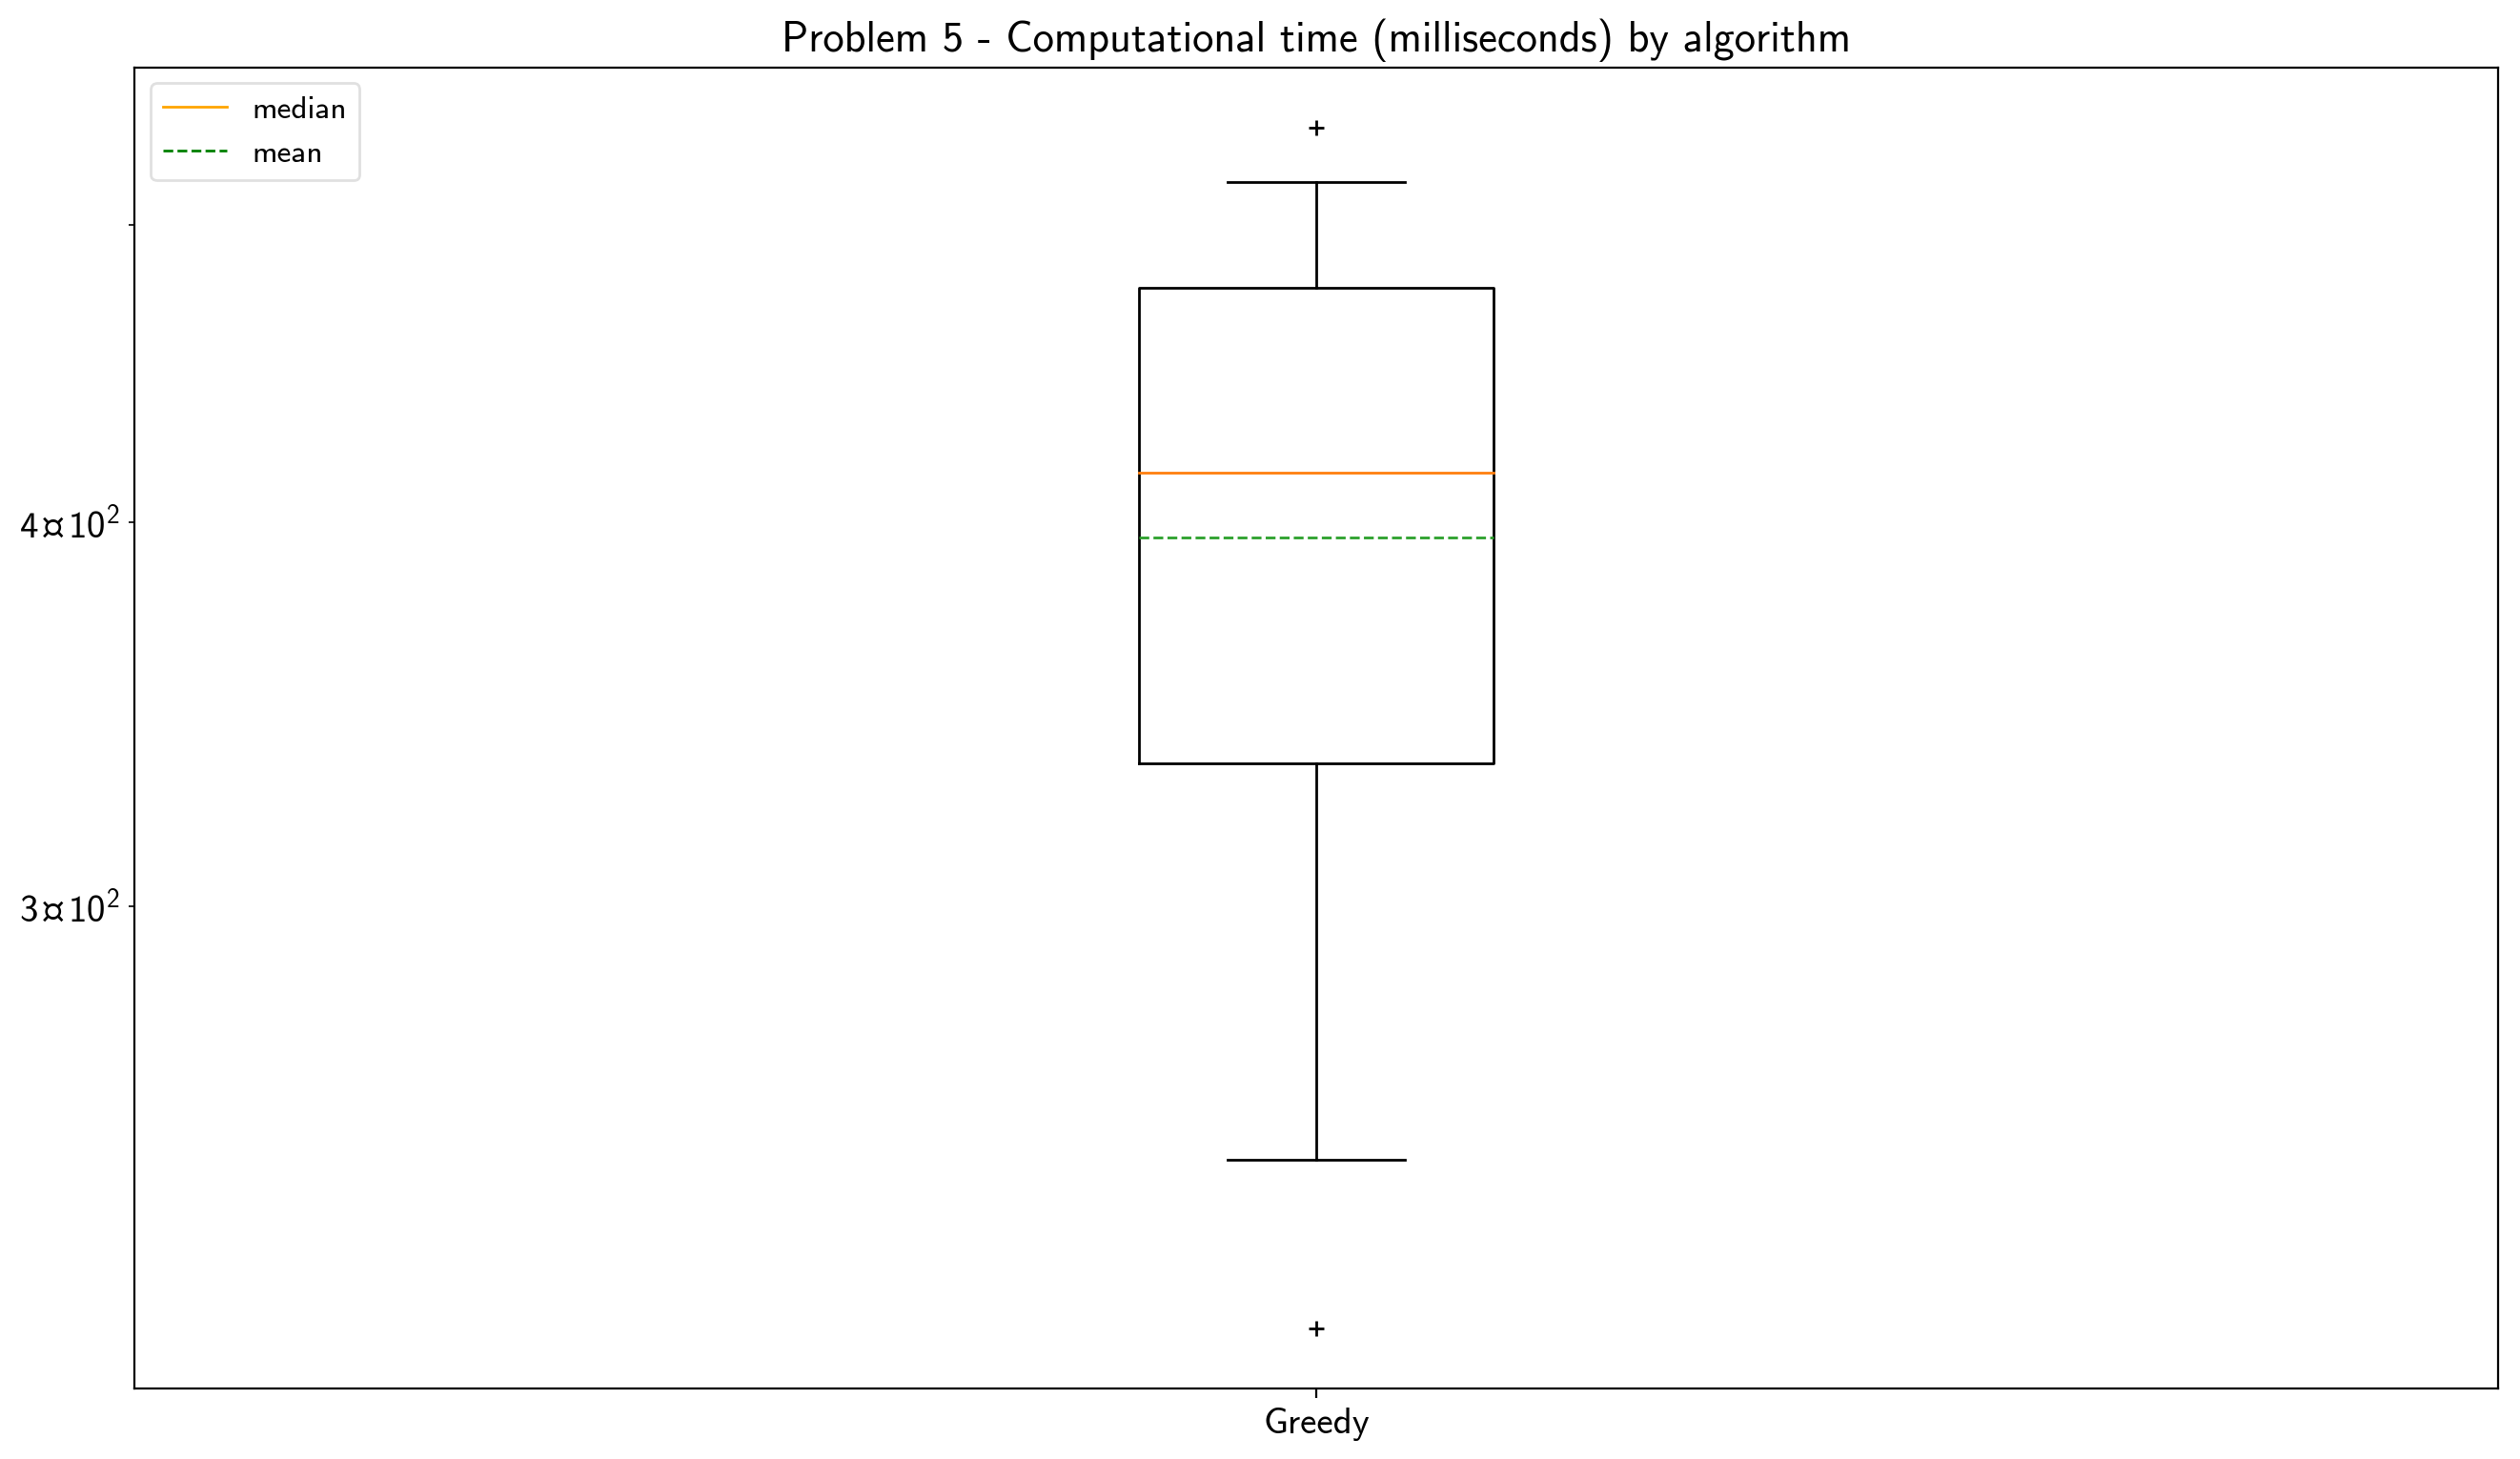 Problem 5 - Computational time (milliseconds) by algorithm
median
mean
4¤10²
3¤10²
Greedy